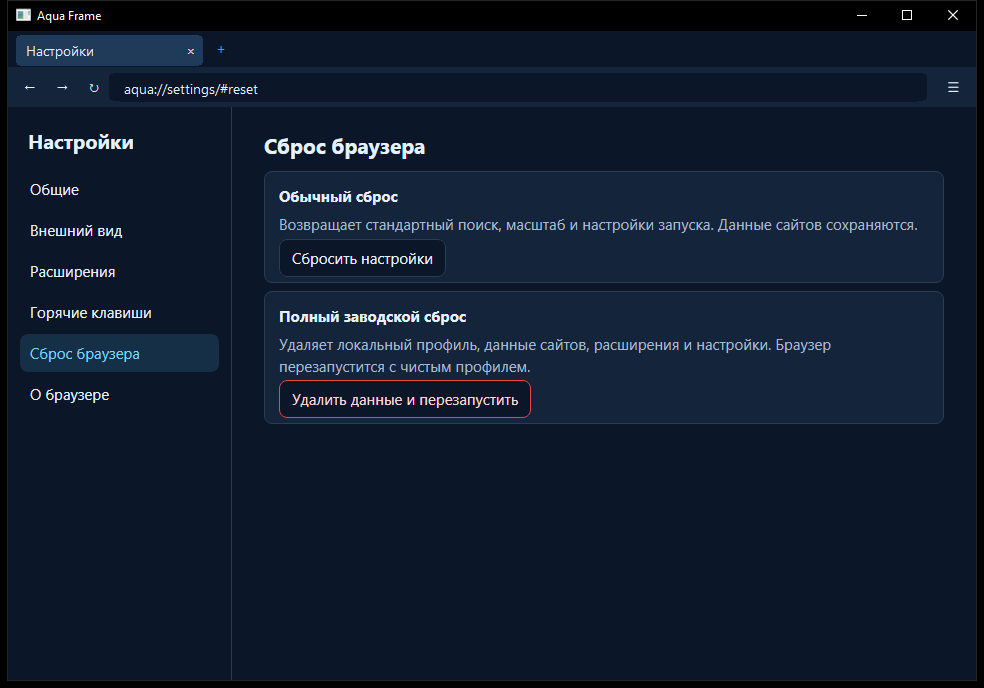 Aqua Frame
Настройки × +
← → ↻ aqua://settings/#reset ☰
Настройки
Общие
Внешний вид
Расширения
Горячие клавиши
Сброс браузера
О браузере
Сброс браузера
Обычный сброс
Возвращает стандартный поиск, масштаб и настройки запуска. Данные сайтов сохраняются.
Сбросить настройки
Полный заводской сброс
Удаляет локальный профиль, данные сайтов, расширения и настройки. Браузер
перезапустится с чистым профилем.
Удалить данные и перезапустить